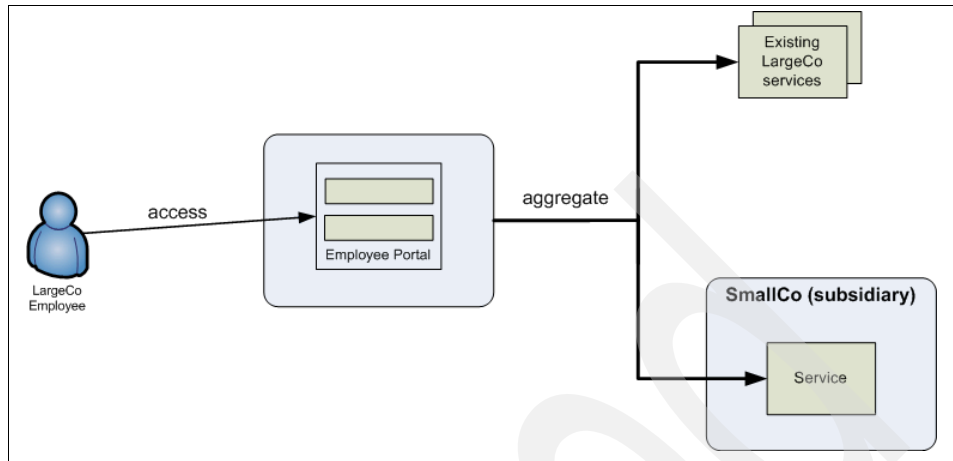 Existing
LargeCo
services
access
aggregate
Employee Portal
LargeCo
Employee
SmallCo (subsidiary)
Service